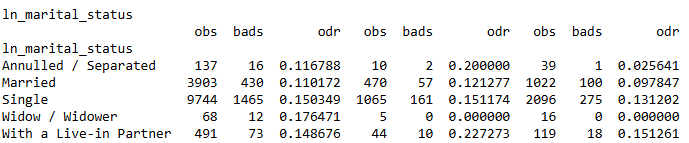 ln_marital_status
obs bads odr obs bads odr obs bads odr
ln_marital_status
Annulled / Separated 137 16 0.116788 10 2 0.200000 39 1 0.025641
Married 3903 430 0.110172 470 57 0.121277 1022 100 0.097847
Single 9744 1465 0.150349 1065 161 0.151174 2096 275 0.131202
Widow / Widower 68 12 0.176471 5 0 0.000000 16 0 0.000000
With a Live-in Partner 491 73 0.148676 44 10 0.227273 119 18 0.151261